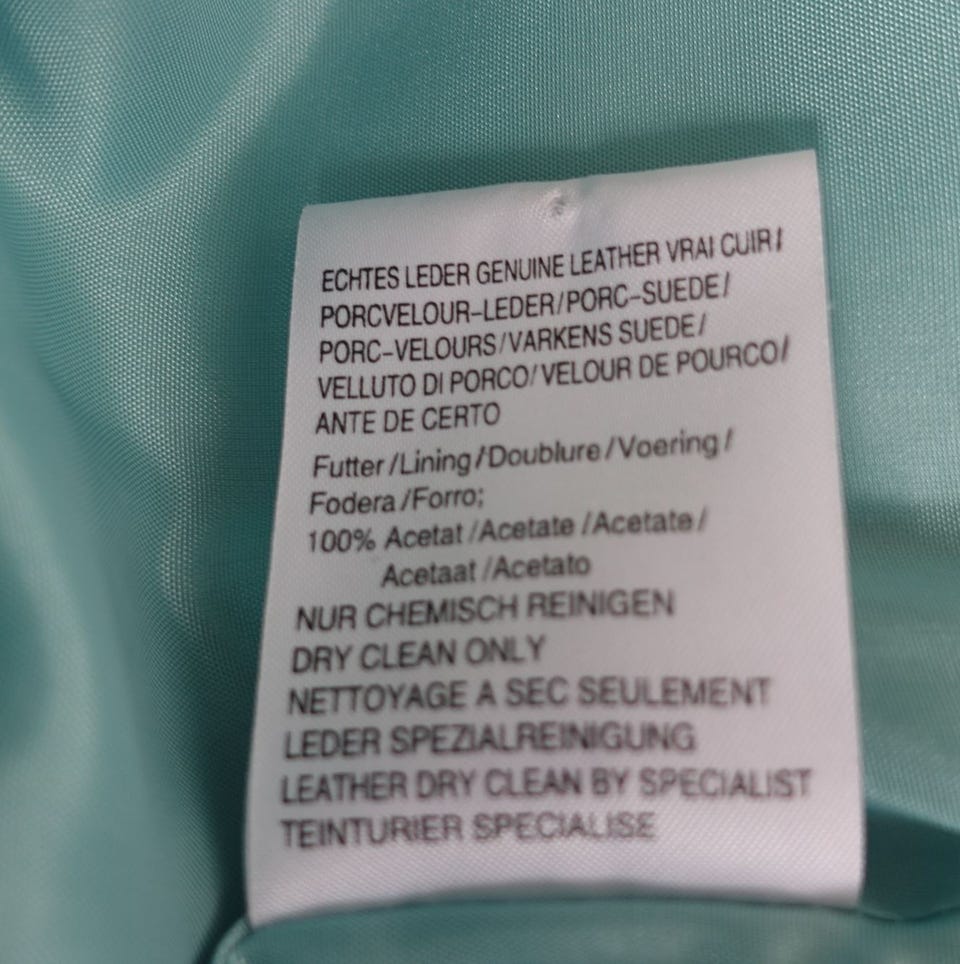 ECHTES LEDER GENUINE LEATHER VRAI CUIR/
PORCVELOUR-LEDER/PORC-SUEDE/
PORC-VELOURS/VARKENS SUEDE/
VELLUTO DI PORCO/VELOUR DE POURCO/
ANTE DE CERTO
Futter/Lining/Doublure/Voering/
Fodera/Forro;
100% Acetat/Acetate/Acetate/
Acetaat/Acetato
NUR CHEMISCH REINIGEN
DRY CLEAN ONLY
NETTOYAGE A SEC SEULEMENT
LEDER SPEZIALREINIGUNG
LEATHER DRY CLEAN BY SPECIALIST
TEINTURIER SPECIALISE